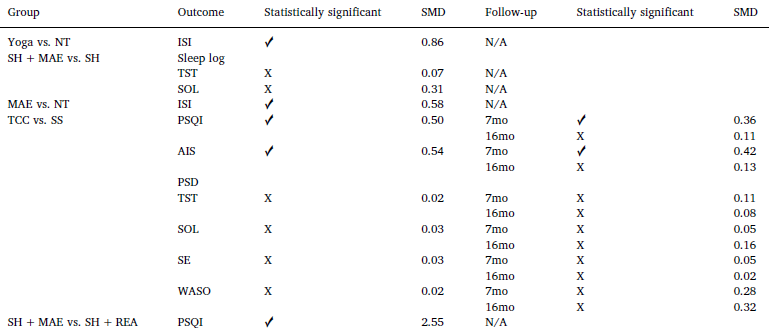 Group Outcome Statistically significant SMD Follow-up Statistically significant SMD
Yoga vs. NT ISI ✓ 0.86 N/A
SH + MAE vs. SH Sleep log
TST X 0.07 N/A
SOL X 0.31 N/A
MAE vs. NT ISI ✓ 0.58 N/A
TCC vs. SS PSQI ✓ 0.50 7mo ✓ 0.36
16mo X 0.11
AIS ✓ 0.54 7mo ✓ 0.42
16mo X 0.13
PSD
TST X 0.02 7mo X 0.11
16mo X 0.08
SOL X 0.03 7mo X 0.05
16mo X 0.16
SE X 0.03 7mo X 0.05
16mo X 0.02
WASO X 0.02 7mo X 0.28
16mo X 0.32
SH + MAE vs. SH + REA PSQI ✓ 2.55 N/A